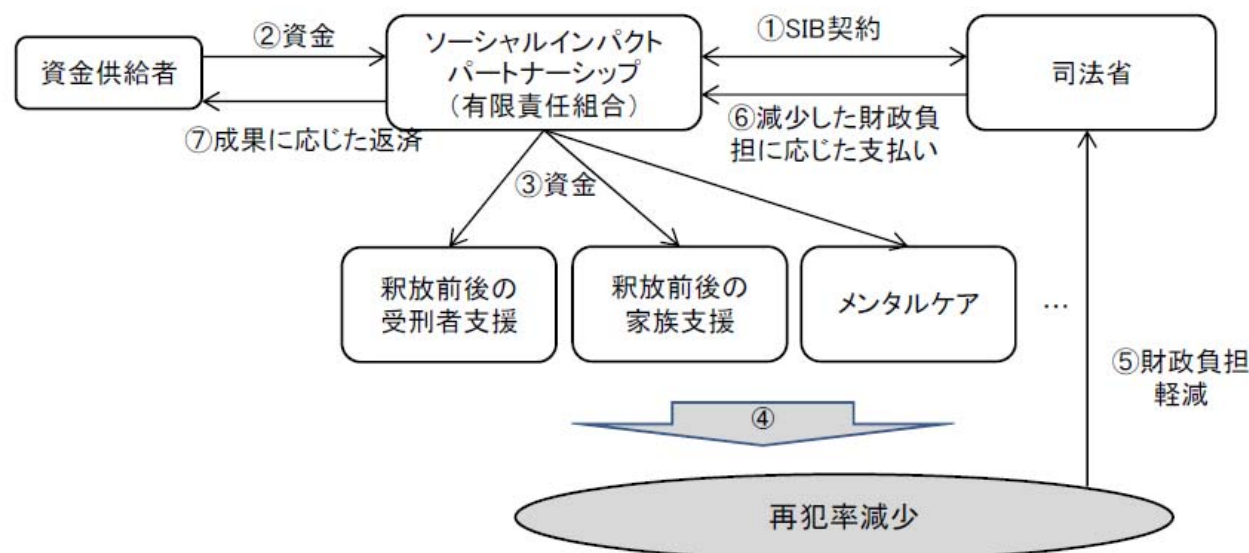 ①SIB契約
②資金
ソーシャルインパクト
パートナーシップ
（有限責任組合）
資金供給者
司法省
⑦成果に応じた返済
⑥減少した財政負
担に応じた支払い
③資金
釈放前後の
受刑者支援
釈放前後の
家族支援
メンタルケア
…
⑤財政負担
軽減
④
再犯率減少